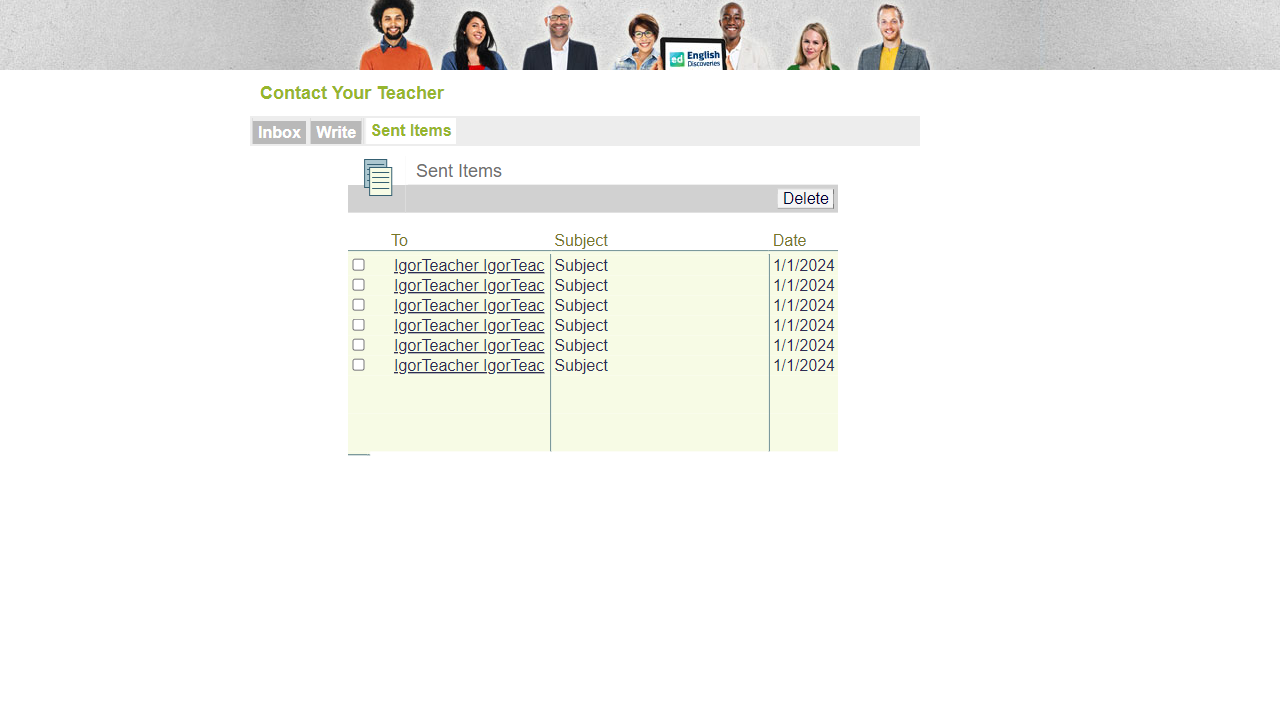 ed English
Discoveries
Contact Your Teacher
Inbox Write Sent Items
Sent Items
Delete
To Subject Date
IgorTeacher IgorTeac Subject 1/1/2024
IgorTeacher IgorTeac Subject 1/1/2024
IgorTeacher IgorTeac Subject 1/1/2024
IgorTeacher IgorTeac Subject 1/1/2024
IgorTeacher IgorTeac Subject 1/1/2024
IgorTeacher IgorTeac Subject 1/1/2024